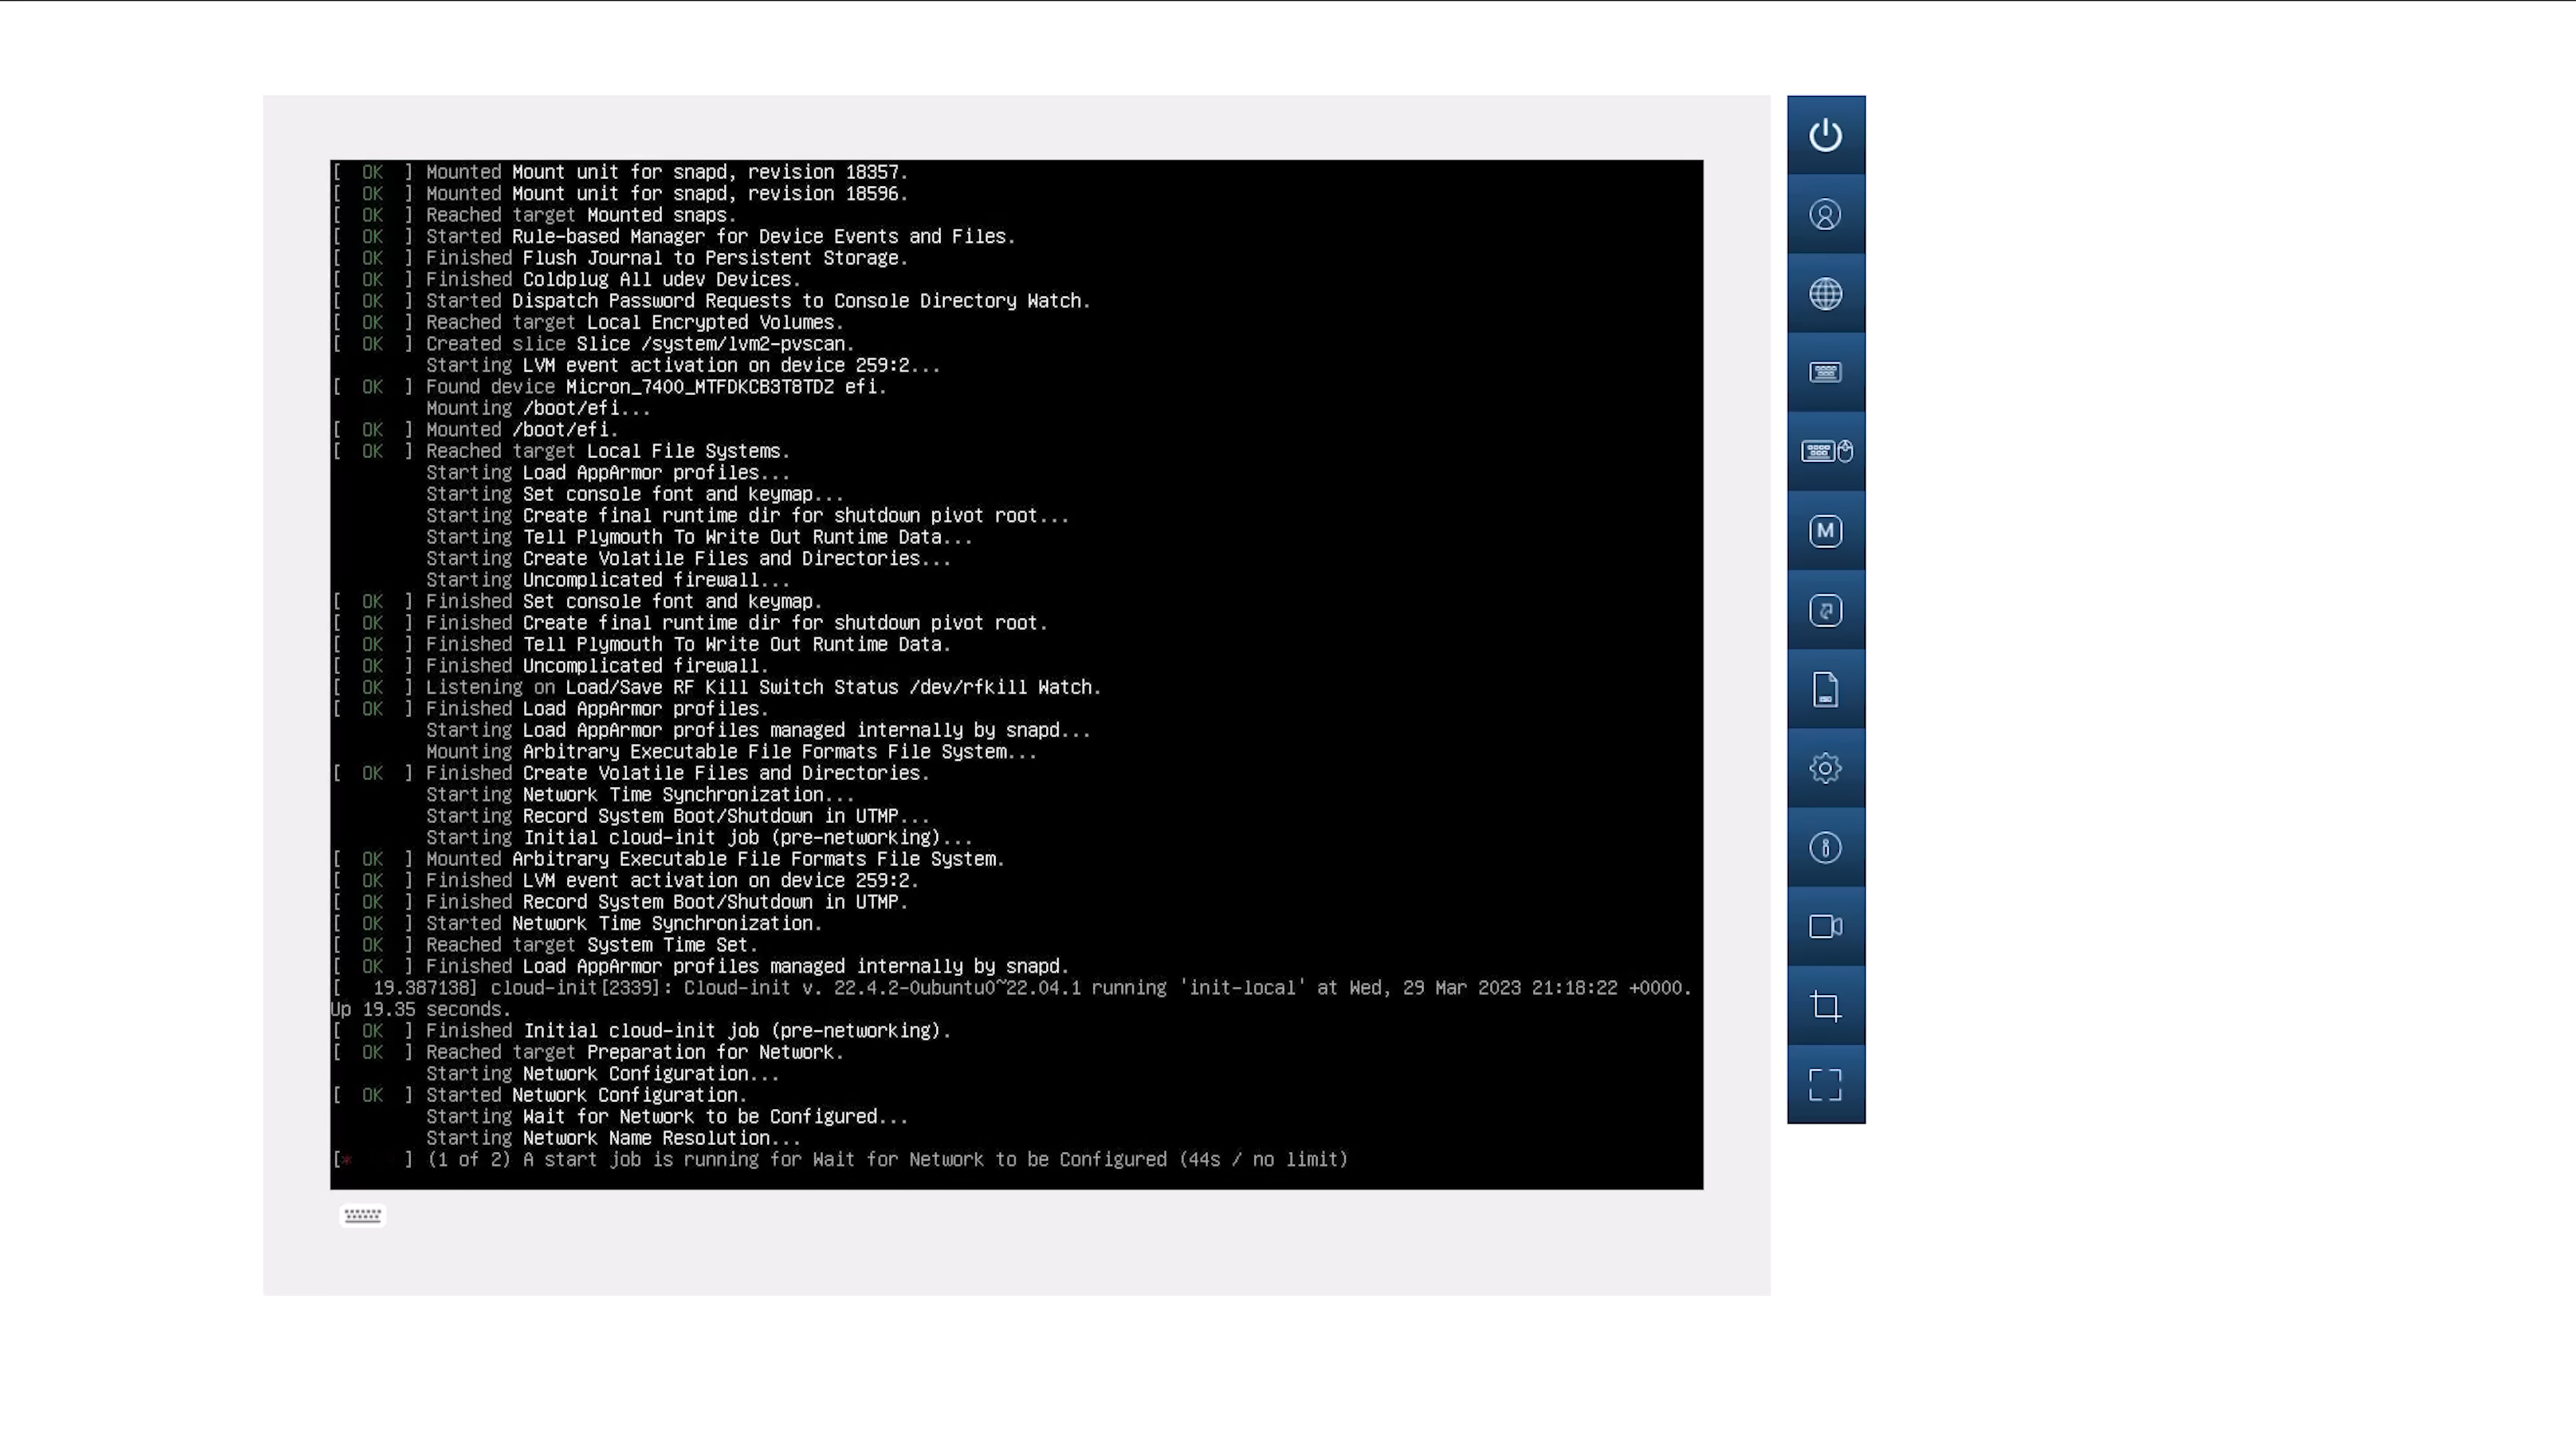 [  OK  ] Mounted Mount unit for snapd, revision 18357.
[  OK  ] Mounted Mount unit for snapd, revision 18596.
[  OK  ] Reached target Mounted snaps.
[  OK  ] Started Rule-based Manager for Device Events and Files.
[  OK  ] Finished Flush Journal to Persistent Storage.
[  OK  ] Finished Coldplug All udev Devices.
[  OK  ] Started Dispatch Password Requests to Console Directory Watch.
[  OK  ] Reached target Local Encrypted Volumes.
[  OK  ] Created slice Slice /system/lvm2-pvscan.
Starting LVM event activation on device 259:2...
[  OK  ] Found device Micron_7400_MTFDKCB3T8TDZ efi.
Mounting /boot/efi...
[  OK  ] Mounted /boot/efi.
[  OK  ] Reached target Local File Systems.
Starting Load AppArmor profiles...
Starting Set console font and keymap...
Starting Create final runtime dir for shutdown pivot root...
Starting Tell Plymouth To Write Out Runtime Data...
Starting Create Volatile Files and Directories...
Starting Uncomplicated firewall...
[  OK  ] Finished Set console font and keymap.
[  OK  ] Finished Create final runtime dir for shutdown pivot root.
[  OK  ] Finished Tell Plymouth To Write Out Runtime Data.
[  OK  ] Finished Uncomplicated firewall.
[  OK  ] Listening on Load/Save RF Kill Switch Status /dev/rfkill Watch.
[  OK  ] Finished Load AppArmor profiles.
Starting Load AppArmor profiles managed internally by snapd...
Mounting Arbitrary Executable File Formats File System...
[  OK  ] Finished Create Volatile Files and Directories.
Starting Network Time Synchronization...
Starting Record System Boot/Shutdown in UTMP...
Starting Initial cloud-init job (pre-networking)...
[  OK  ] Mounted Arbitrary Executable File Formats File System.
[  OK  ] Finished LVM event activation on device 259:2.
[  OK  ] Finished Record System Boot/Shutdown in UTMP.
[  OK  ] Started Network Time Synchronization.
[  OK  ] Reached target System Time Set.
[  OK  ] Finished Load AppArmor profiles managed internally by snapd.
[   19.387138] cloud-init[2339]: Cloud-init v. 22.4.2-0ubuntu0~22.04.1 running 'init-local' at Wed, 29 Mar 2023 21:18:22 +0000.
Up 19.35 seconds.
[  OK  ] Finished Initial cloud-init job (pre-networking).
[  OK  ] Reached target Preparation for Network.
Starting Network Configuration...
[  OK  ] Started Network Configuration.
Starting Wait for Network to be Configured...
Starting Network Name Resolution...
[*     ] (1 of 2) A start job is running for Wait for Network to be Configured (44s / no limit)
M